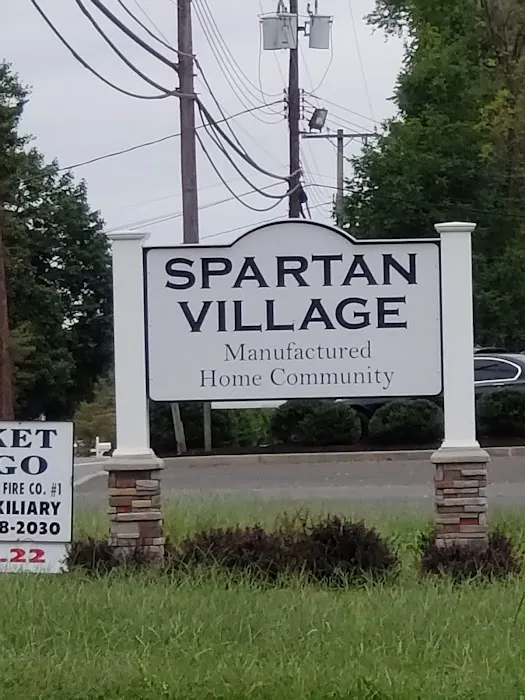 SPARTAN
VILLAGE
Manufactured
Home Community
KET
GO
FIRE CO. #1
XILIARY
8-2030
.22